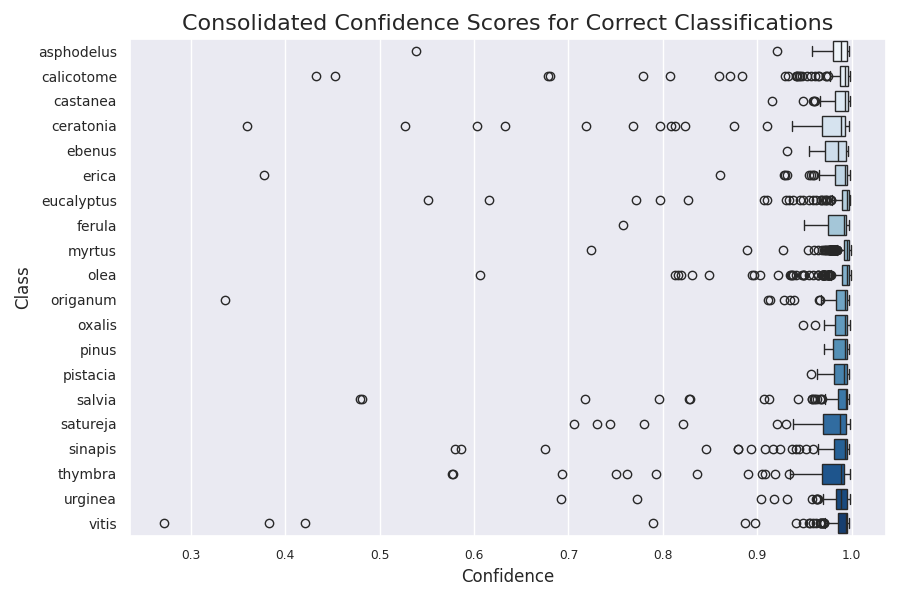 Consolidated Confidence Scores for Correct Classifications
asphodelus
calicotome
castanea
ceratonia
ebenus
erica
eucalyptus
ferula
myrtus
olea
origanum
oxalis
pinus
pistacia
salvia
satureja
sinapis
thymbra
urginea
vitis
Class
0.3 0.4 0.5 0.6 0.7 0.8 0.9 1.0
Confidence